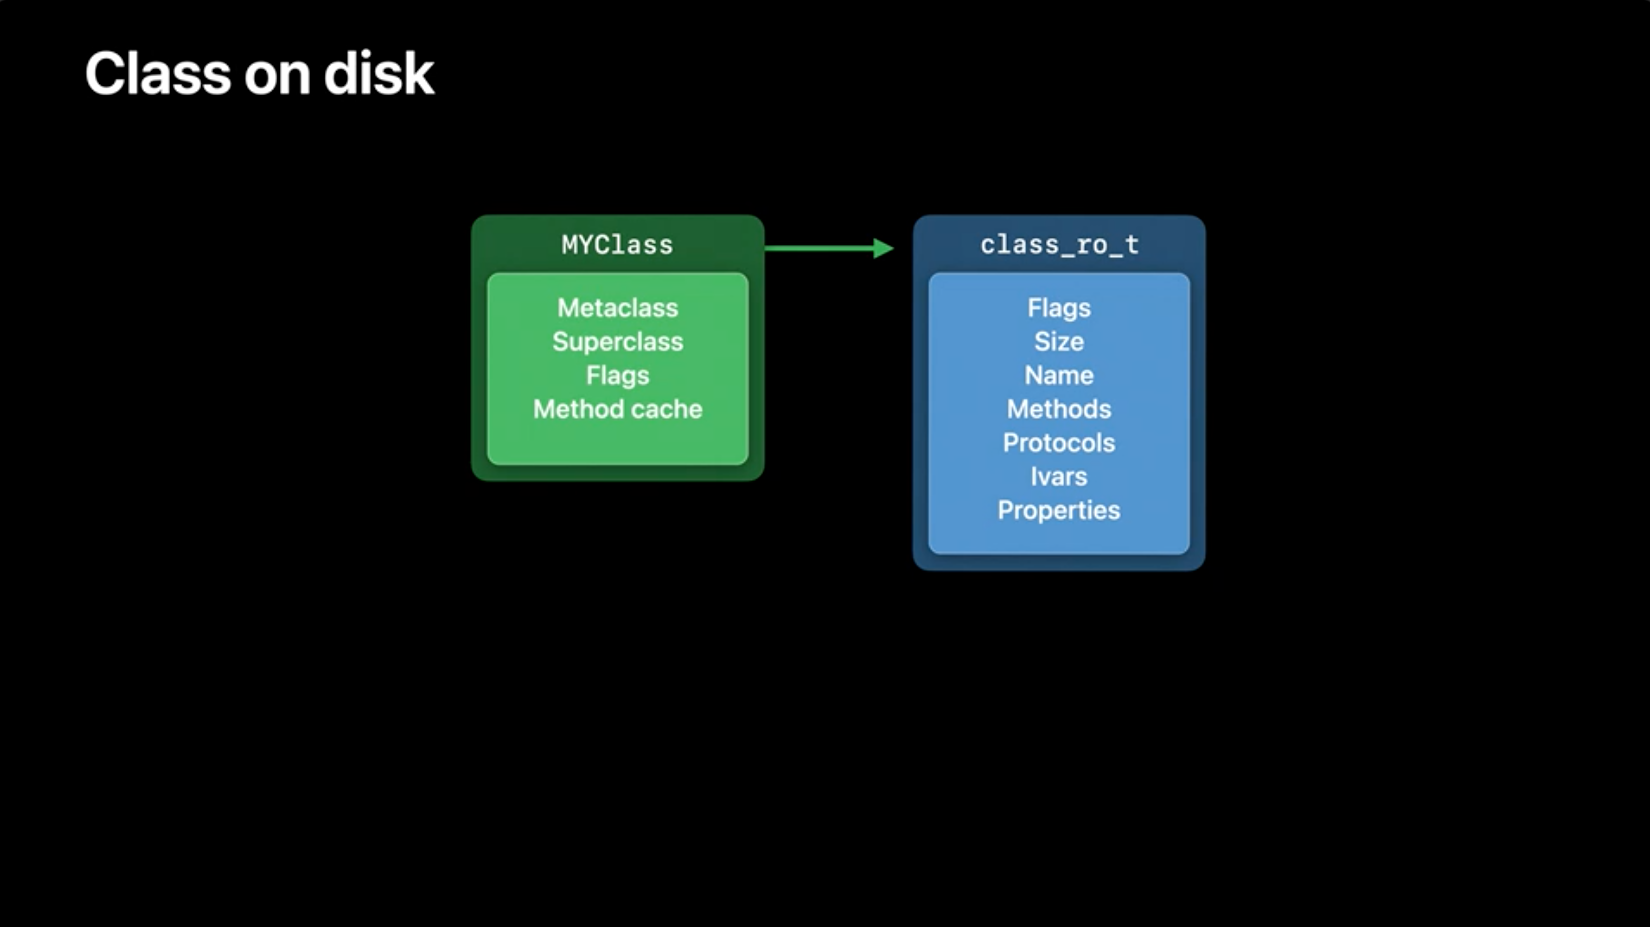 Class on disk
MYClass
Metaclass
Superclass
Flags
Method cache
class_ro_t
Flags
Size
Name
Methods
Protocols
Ivars
Properties